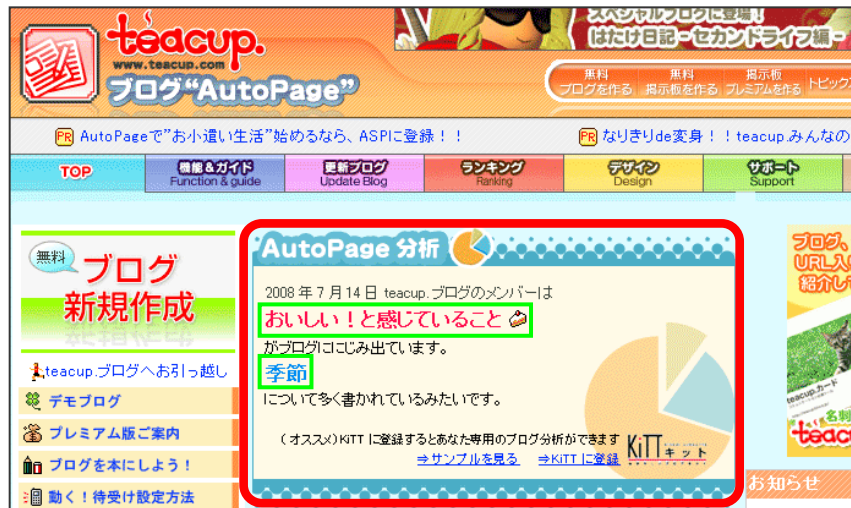 スペシャルブログに登場！
はたけ日記-セカンドライフ編-
teacup.
www.teacup.com
ブログ“AutoPage”
無料
ブログを作る
無料
掲示板を作る
掲示板
プレミアムを作る
トピック
PR AutoPageで”お小遣い生活”始めるなら、ASPIに登録！！
PR なりきりde変身！！teacup.みんなの
TOP
機能&ガイド
Function & guide
更新ブログ
Update Blog
ランキング
Ranking
デザイン
Design
サポート
Support
無料
ブログ
新規作成
teacup.ブログへお引っ越し
デモブログ
プレミアム版ご案内
ブログを本にしよう！
動く！待受け設定方法
AutoPage 分析
2008 年 7 月 14 日 teacup.ブログのメンバーは
おいしい！と感じていること
がブログににじみ出ています。
季節
について多く書かれているみたいです。
(オススメ) KiTT に登録するとあなた専用のブログ分析ができます
⇒サンプルを見る ⇒KiTT に登録
KiTT キット
ブログ、
URL入
紹介し
teacup.カード
名刺
teacu
お知らせ